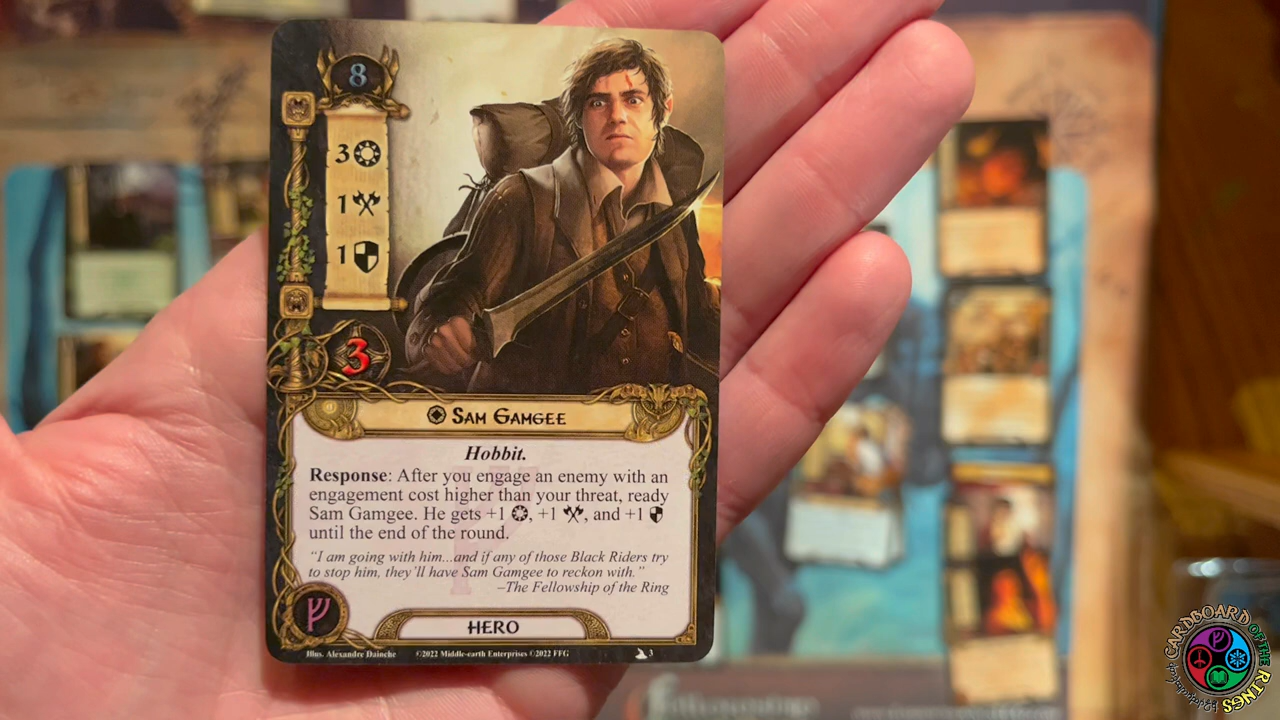 8
3
1
1
3
SAM GAMGEE
Hobbit.
Response: After you engage an enemy with an
engagement cost higher than your threat, ready
Sam Gamgee. He gets +1 , +1 , and +1
until the end of the round.
“I am going with him...and if any of those Black Riders try
to stop him, they’ll have Sam Gamgee to reckon with.”
–The Fellowship of the Ring
HERO
Illus. Alexandre Dainche ©2022 Middle-earth Enterprises ©2022 FFG 3
CARDBOARD OF THE RINGS